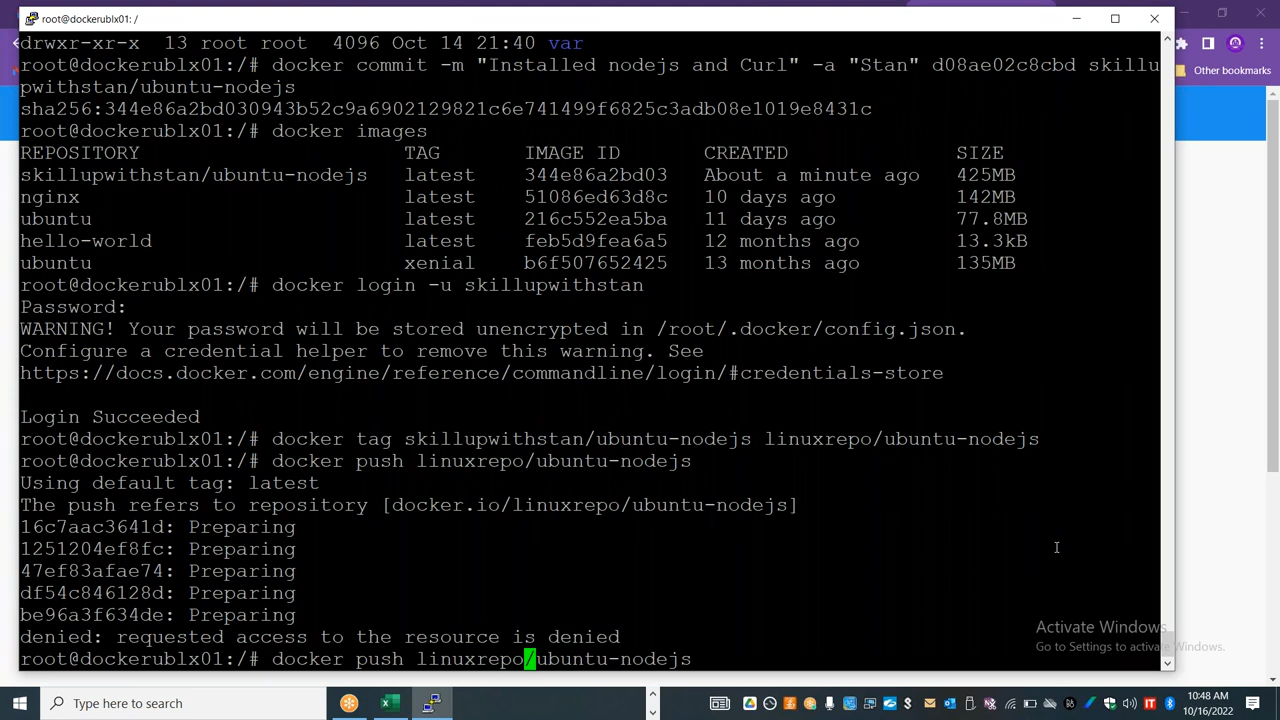 root@dockerublx01: /
Other bookmarks
drwxr-xr-x  13 root root  4096 Oct 14 21:40 var
root@dockerublx01:/# docker commit -m "Installed nodejs and Curl" -a "Stan" d08ae02c8cbd skillu
pwithstan/ubuntu-nodejs
sha256:344e86a2bd030943b52c9a6902129821c6e741499f6825c3adb08e1019e8431c
root@dockerublx01:/# docker images
REPOSITORY TAG IMAGE ID CREATED SIZE
skillupwithstan/ubuntu-nodejs latest 344e86a2bd03 About a minute ago 425MB
nginx latest 51086ed63d8c 10 days ago 142MB
ubuntu latest 216c552ea5ba 11 days ago 77.8MB
hello-world latest feb5d9fea6a5 12 months ago 13.3kB
ubuntu xenial b6f507652425 13 months ago 135MB
root@dockerublx01:/# docker login -u skillupwithstan
Password:
WARNING! Your password will be stored unencrypted in /root/.docker/config.json.
Configure a credential helper to remove this warning. See
https://docs.docker.com/engine/reference/commandline/login/#credentials-store
Login Succeeded
root@dockerublx01:/# docker tag skillupwithstan/ubuntu-nodejs linuxrepo/ubuntu-nodejs
root@dockerublx01:/# docker push linuxrepo/ubuntu-nodejs
Using default tag: latest
The push refers to repository [docker.io/linuxrepo/ubuntu-nodejs]
16c7aac3641d: Preparing
1251204ef8fc: Preparing
47ef83afae74: Preparing
df54c846128d: Preparing
be96a3f634de: Preparing
denied: requested access to the resource is denied
root@dockerublx01:/# docker push linuxrepo/ubuntu-nodejs
Activate Windows
Go to Settings to activate Windows.
Type here to search
10:48 AM
10/16/2022